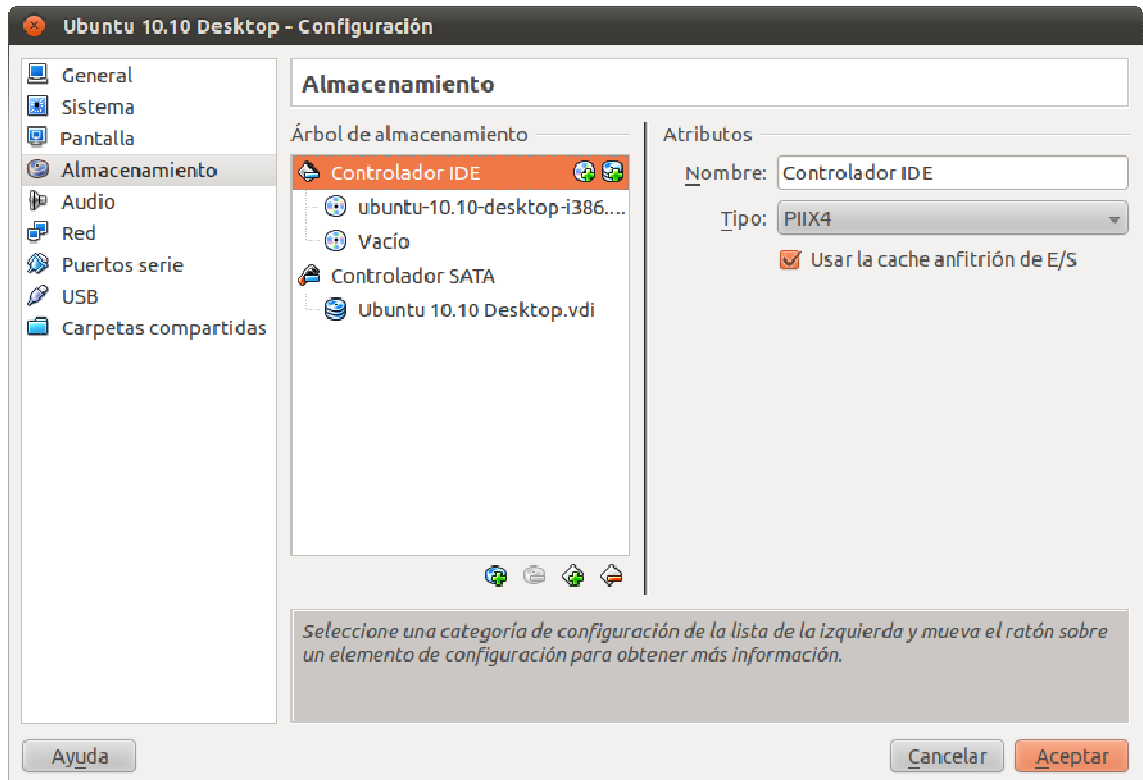 Ubuntu 10.10 Desktop - Configuración
General
Sistema
Pantalla
Almacenamiento
Audio
Red
Puertos serie
USB
Carpetas compartidas
Almacenamiento
Árbol de almacenamiento
Controlador IDE
ubuntu-10.10-desktop-i386....
Vacío
Controlador SATA
Ubuntu 10.10 Desktop.vdi
Atributos
Nombre: Controlador IDE
Tipo: PIIX4
Usar la cache anfitrión de E/S
Seleccione una categoría de configuración de la lista de la izquierda y mueva el ratón sobre
un elemento de configuración para obtener más información.
Ayuda
Cancelar
Aceptar